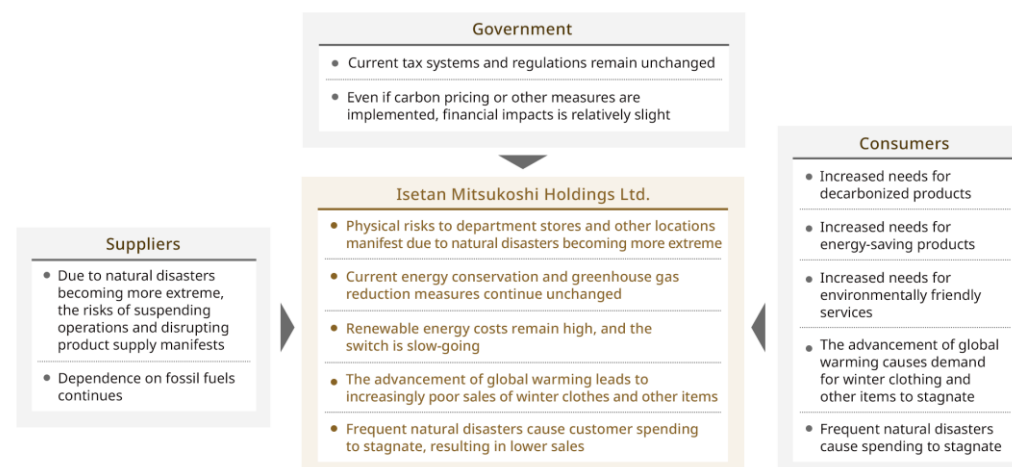 Government
Current tax systems and regulations remain unchanged
Even if carbon pricing or other measures are
implemented, financial impacts is relatively slight
Suppliers
Due to natural disasters
becoming more extreme,
the risks of suspending
operations and disrupting
product supply manifests
Dependence on fossil fuels
continues
Isetan Mitsukoshi Holdings Ltd.
Physical risks to department stores and other locations
manifest due to natural disasters becoming more extreme
Current energy conservation and greenhouse gas
reduction measures continue unchanged
Renewable energy costs remain high, and the
switch is slow-going
The advancement of global warming leads to
increasingly poor sales of winter clothes and other items
Frequent natural disasters cause customer spending
to stagnate, resulting in lower sales
Consumers
Increased needs for
decarbonized products
Increased needs for
energy-saving products
Increased needs for
environmentally friendly
services
The advancement of global
warming causes demand
for winter clothing and
other items to stagnate
Frequent natural disasters
cause spending to stagnate